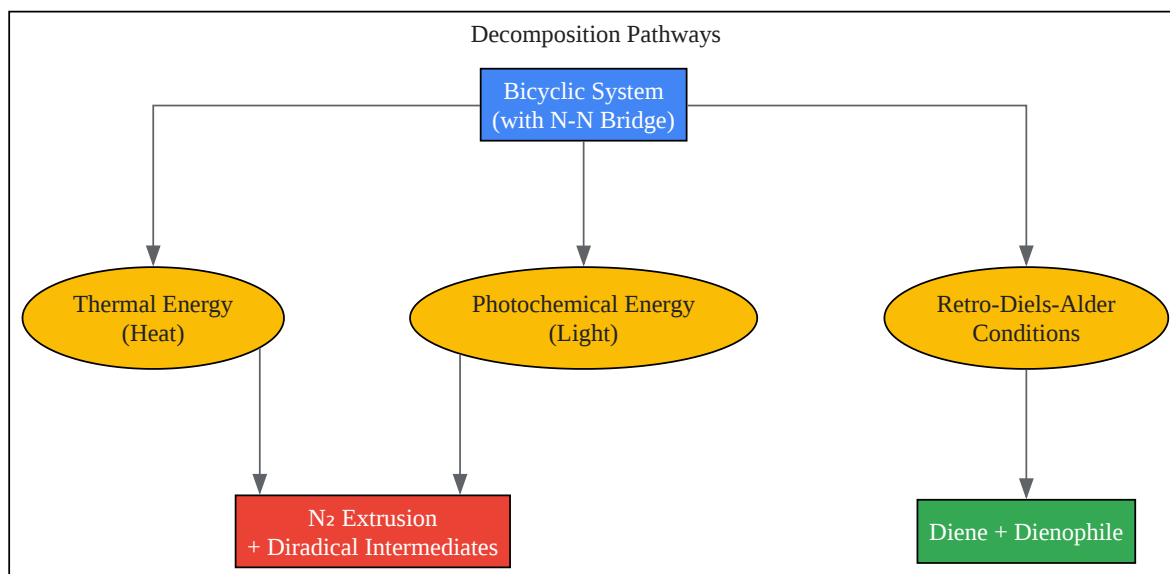 Decomposition Pathways
Bicyclic System
(with N-N Bridge)
Thermal Energy
(Heat)
Photochemical Energy
(Light)
Retro-Diels-Alder
Conditions
N₂ Extrusion
+ Diradical Intermediates
Diene + Dienophile